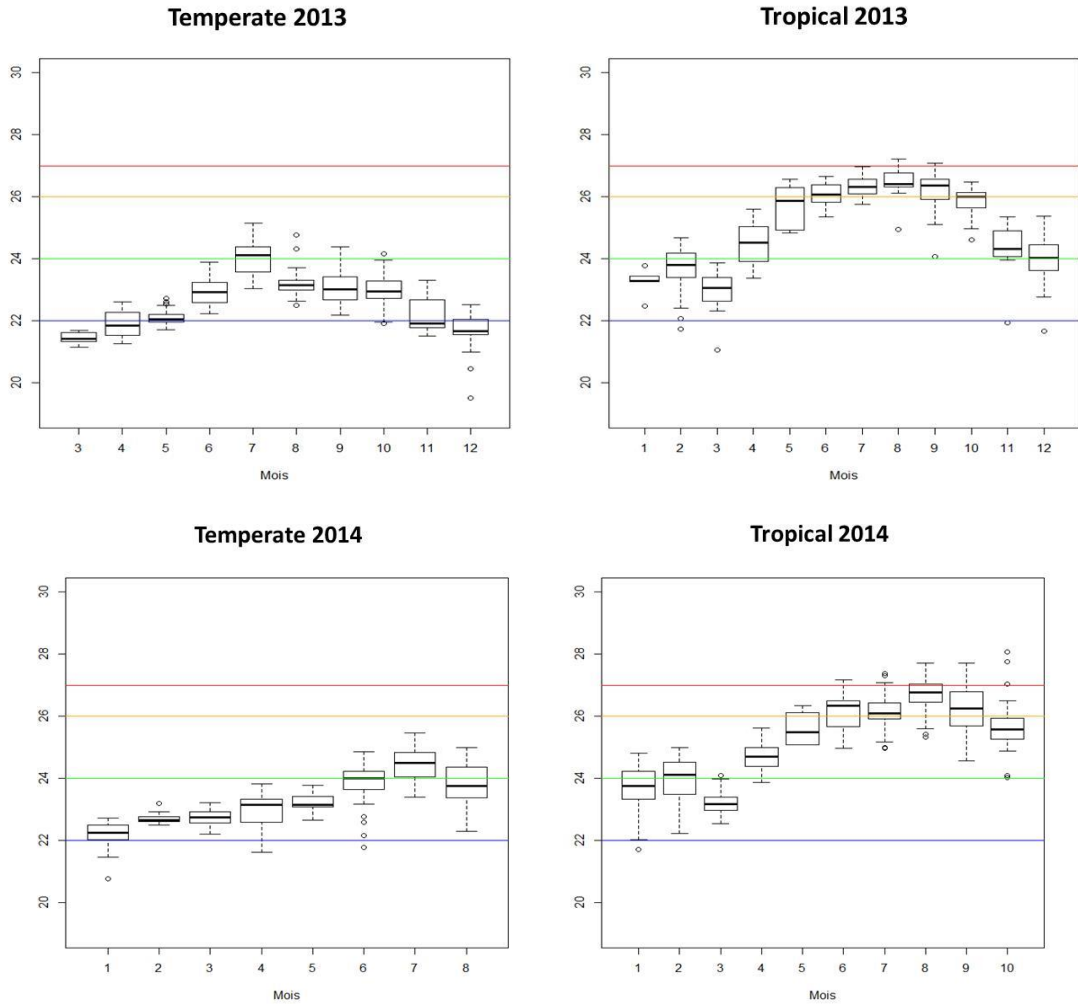 Temperate 2013
30
28
26
24
22
20
3 4 5 6 7 8 9 10 11 12
Mois
Tropical 2013
30
28
26
24
22
20
1 2 3 4 5 6 7 8 9 10 11 12
Mois
Temperate 2014
30
28
26
24
22
20
1 2 3 4 5 6 7 8
Mois
Tropical 2014
30
28
26
24
22
20
1 2 3 4 5 6 7 8 9 10
Mois